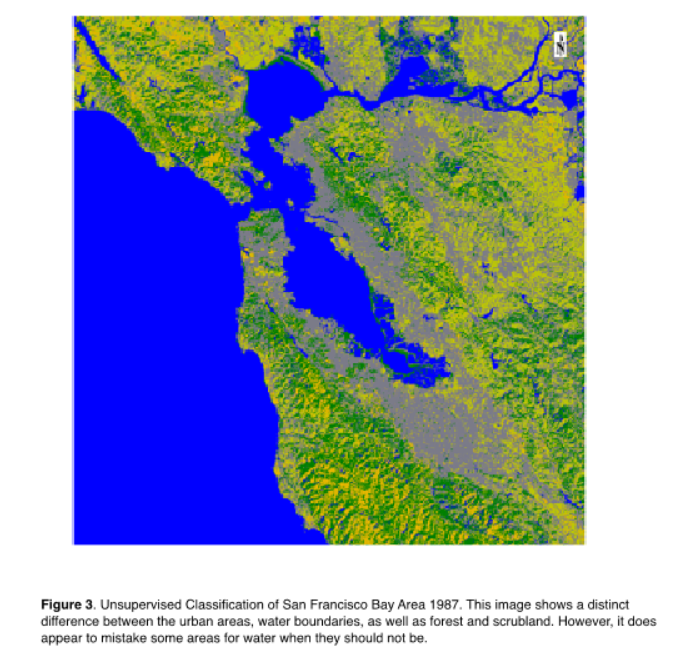 N
Figure 3. Unsupervised Classification of San Francisco Bay Area 1987. This image shows a distinct
difference between the urban areas, water boundaries, as well as forest and scrubland. However, it does
appear to mistake some areas for water when they should not be.